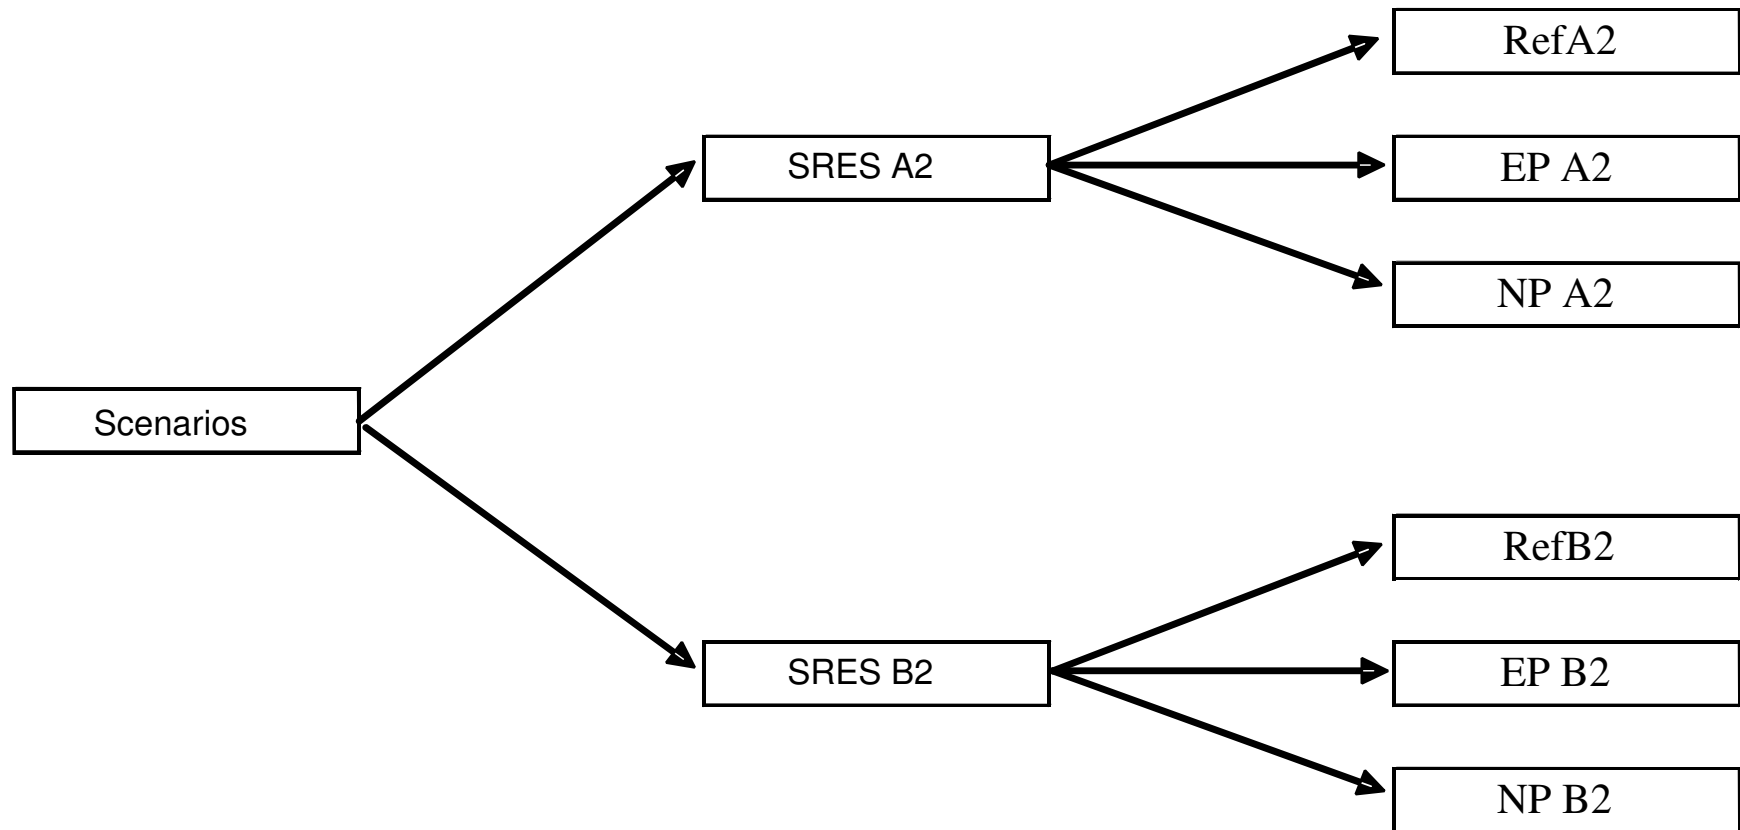 Scenarios
SRES A2
RefA2
EP A2
NP A2
SRES B2
RefB2
EP B2
NP B2